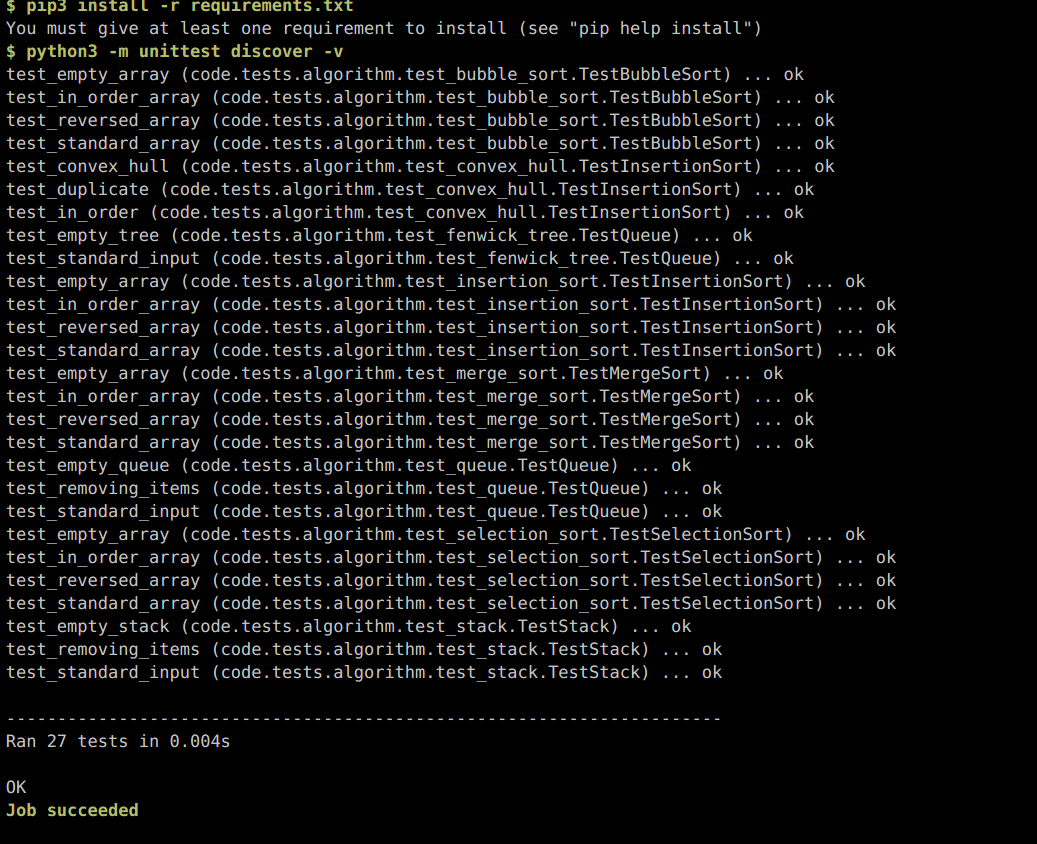 $ pip3 install -r requirements.txt
You must give at least one requirement to install (see "pip help install")
$ python3 -m unittest discover -v
test_empty_array (code.tests.algorithm.test_bubble_sort.TestBubbleSort) ... ok
test_in_order_array (code.tests.algorithm.test_bubble_sort.TestBubbleSort) ... ok
test_reversed_array (code.tests.algorithm.test_bubble_sort.TestBubbleSort) ... ok
test_standard_array (code.tests.algorithm.test_bubble_sort.TestBubbleSort) ... ok
test_convex_hull (code.tests.algorithm.test_convex_hull.TestInsertionSort) ... ok
test_duplicate (code.tests.algorithm.test_convex_hull.TestInsertionSort) ... ok
test_in_order (code.tests.algorithm.test_convex_hull.TestInsertionSort) ... ok
test_empty_tree (code.tests.algorithm.test_fenwick_tree.TestQueue) ... ok
test_standard_input (code.tests.algorithm.test_fenwick_tree.TestQueue) ... ok
test_empty_array (code.tests.algorithm.test_insertion_sort.TestInsertionSort) ... ok
test_in_order_array (code.tests.algorithm.test_insertion_sort.TestInsertionSort) ... ok
test_reversed_array (code.tests.algorithm.test_insertion_sort.TestInsertionSort) ... ok
test_standard_array (code.tests.algorithm.test_insertion_sort.TestInsertionSort) ... ok
test_empty_array (code.tests.algorithm.test_merge_sort.TestMergeSort) ... ok
test_in_order_array (code.tests.algorithm.test_merge_sort.TestMergeSort) ... ok
test_reversed_array (code.tests.algorithm.test_merge_sort.TestMergeSort) ... ok
test_standard_array (code.tests.algorithm.test_merge_sort.TestMergeSort) ... ok
test_empty_queue (code.tests.algorithm.test_queue.TestQueue) ... ok
test_removing_items (code.tests.algorithm.test_queue.TestQueue) ... ok
test_standard_input (code.tests.algorithm.test_queue.TestQueue) ... ok
test_empty_array (code.tests.algorithm.test_selection_sort.TestSelectionSort) ... ok
test_in_order_array (code.tests.algorithm.test_selection_sort.TestSelectionSort) ... ok
test_reversed_array (code.tests.algorithm.test_selection_sort.TestSelectionSort) ... ok
test_standard_array (code.tests.algorithm.test_selection_sort.TestSelectionSort) ... ok
test_empty_stack (code.tests.algorithm.test_stack.TestStack) ... ok
test_removing_items (code.tests.algorithm.test_stack.TestStack) ... ok
test_standard_input (code.tests.algorithm.test_stack.TestStack) ... ok
----------------------------------------------------------------------
Ran 27 tests in 0.004s
OK
Job succeeded